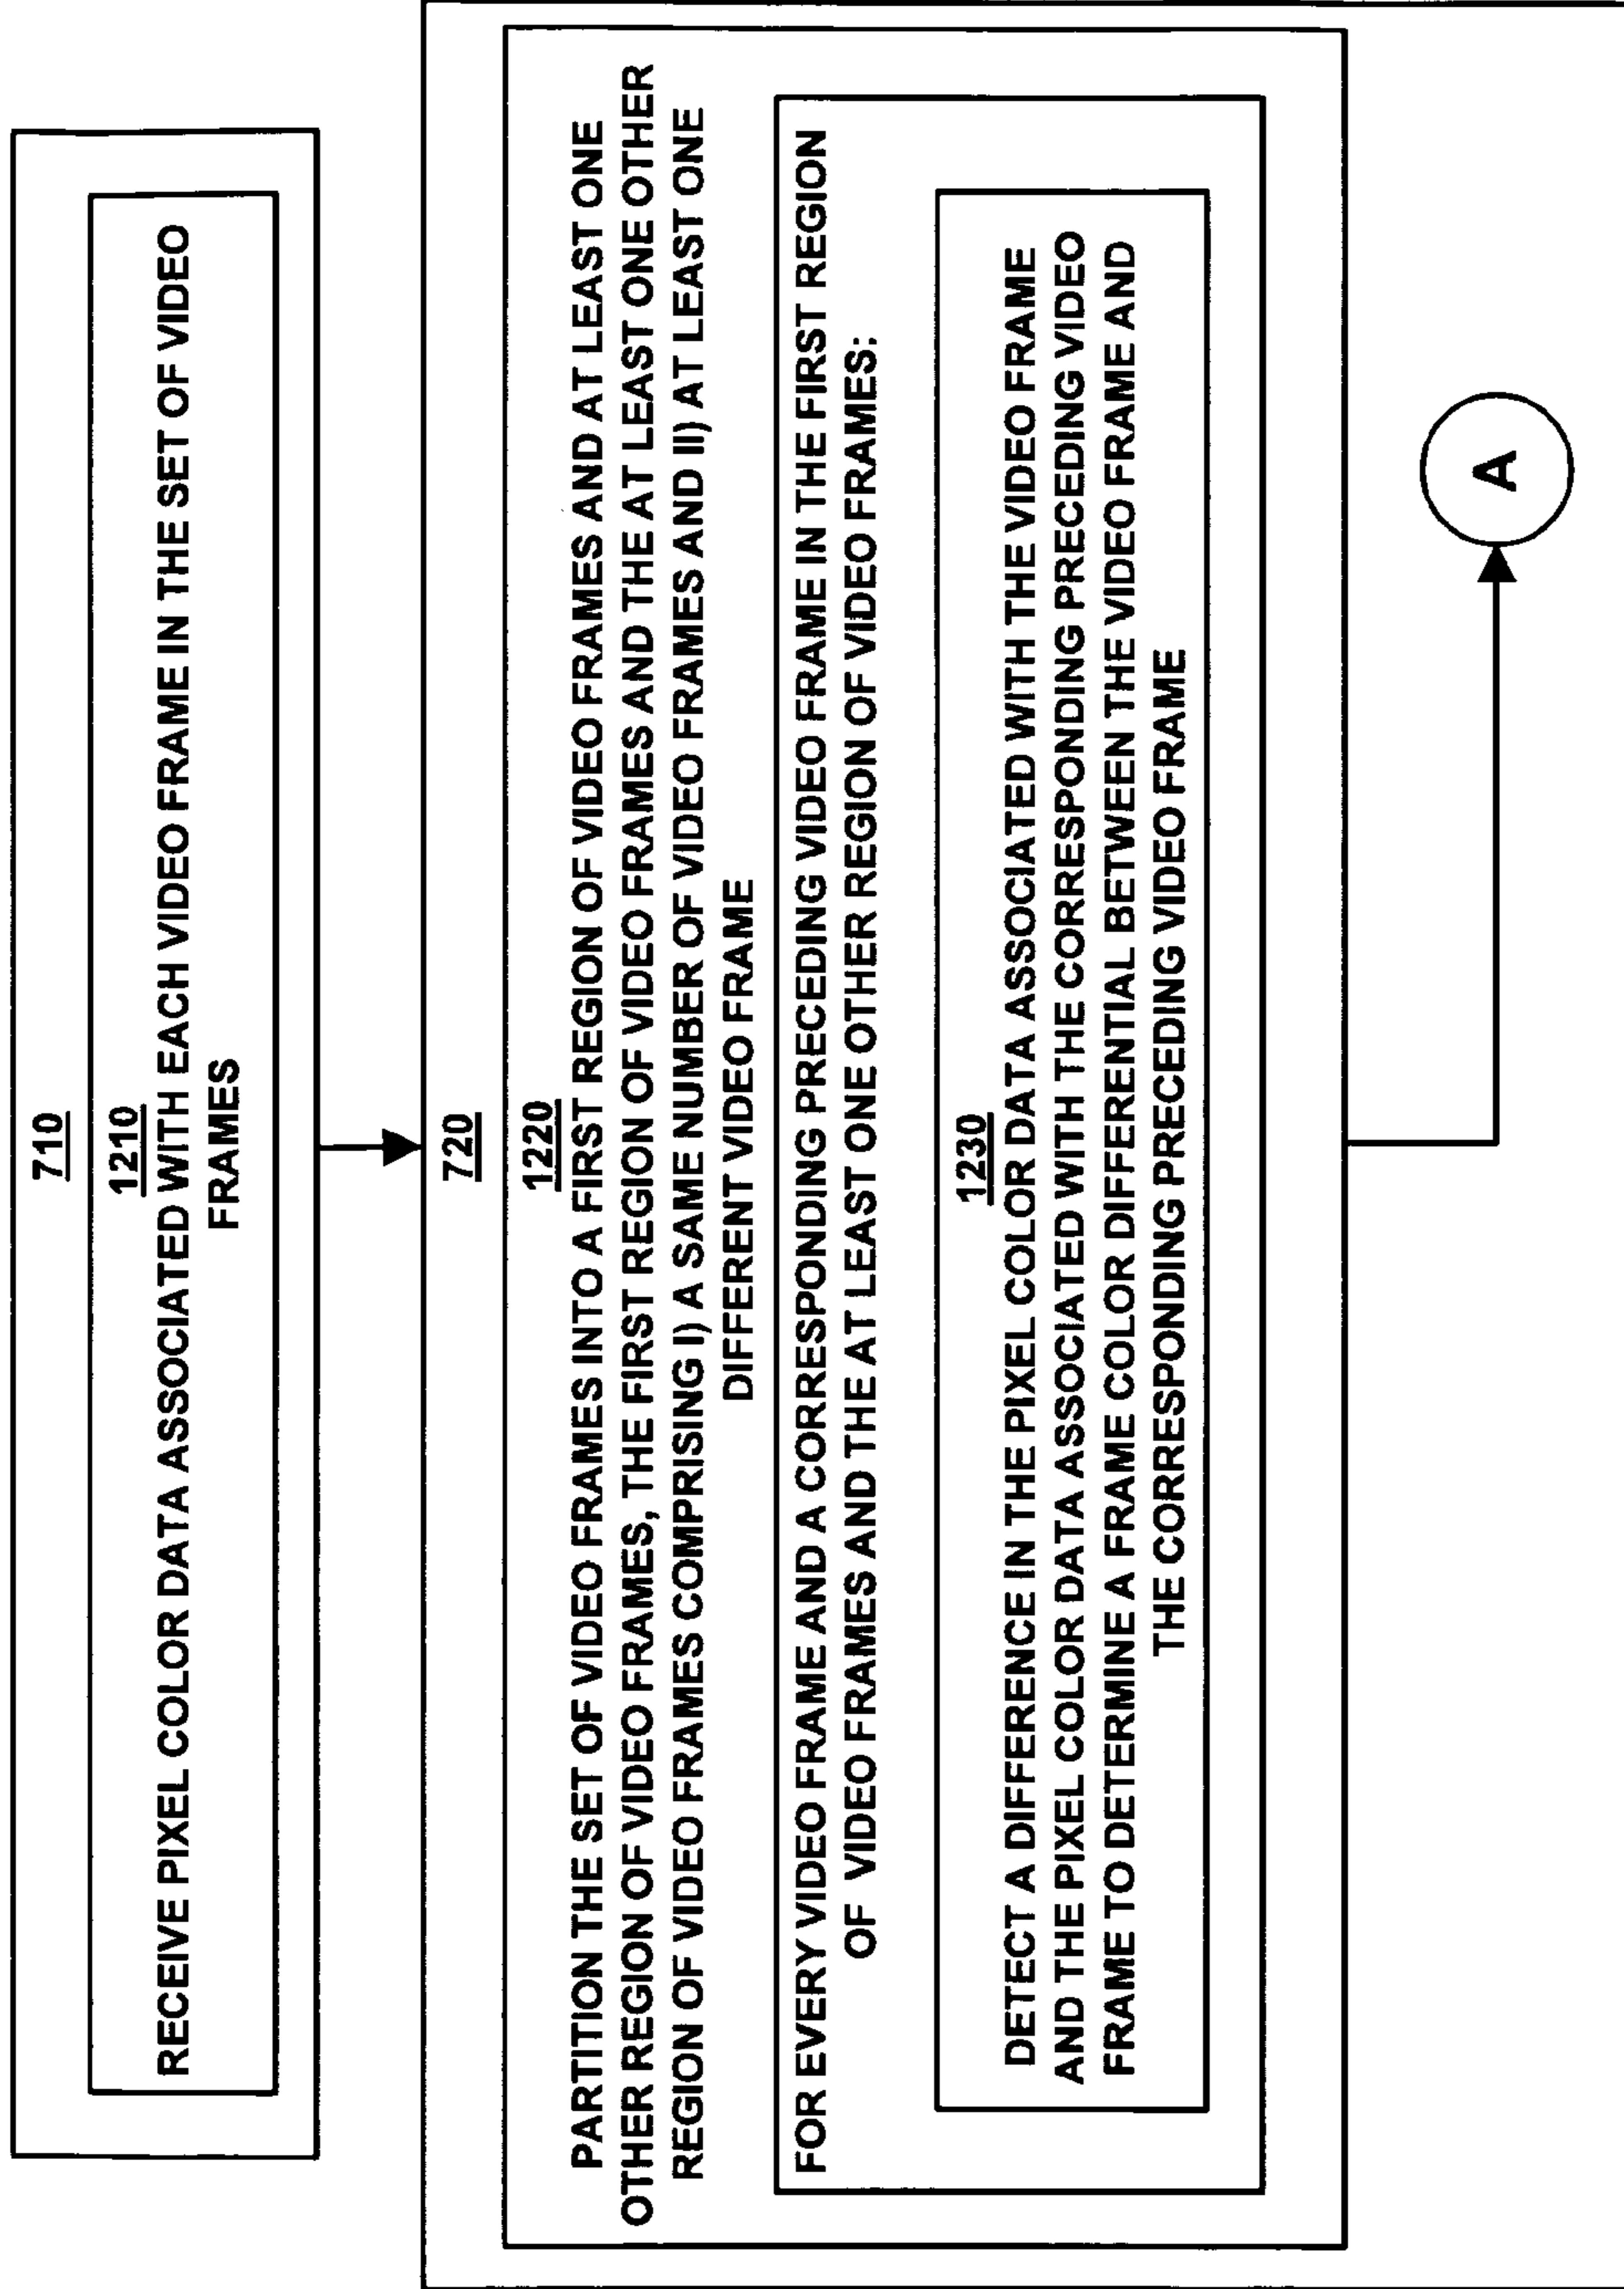 710
1210
RECEIVE PIXEL COLOR DATA ASSOCIATED WITH EACH VIDEO FRAME IN THE SET OF VIDEO
FRAMES
720
1220
PARTITION THE SET OF VIDEO FRAMES INTO A FIRST REGION OF VIDEO FRAMES AND AT LEAST ONE
OTHER REGION OF VIDEO FRAMES, THE FIRST REGION OF VIDEO FRAMES AND THE AT LEAST ONE OTHER
REGION OF VIDEO FRAMES COMPRISING I) A SAME NUMBER OF VIDEO FRAMES AND II) AT LEAST ONE
DIFFERENT VIDEO FRAME
FOR EVERY VIDEO FRAME AND A CORRESPONDING PRECEDING VIDEO FRAME IN THE FIRST REGION
OF VIDEO FRAMES AND THE AT LEAST ONE OTHER REGION OF VIDEO FRAMES:
1230
DETECT A DIFFERENCE IN THE PIXEL COLOR DATA ASSOCIATED WITH THE VIDEO FRAME
AND THE PIXEL COLOR DATA ASSOCIATED WITH THE CORRESPONDING PRECEDING VIDEO
FRAME TO DETERMINE A FRAME COLOR DIFFERENTIAL BETWEEN THE VIDEO FRAME AND
THE CORRESPONDING PRECEDING VIDEO FRAME
A